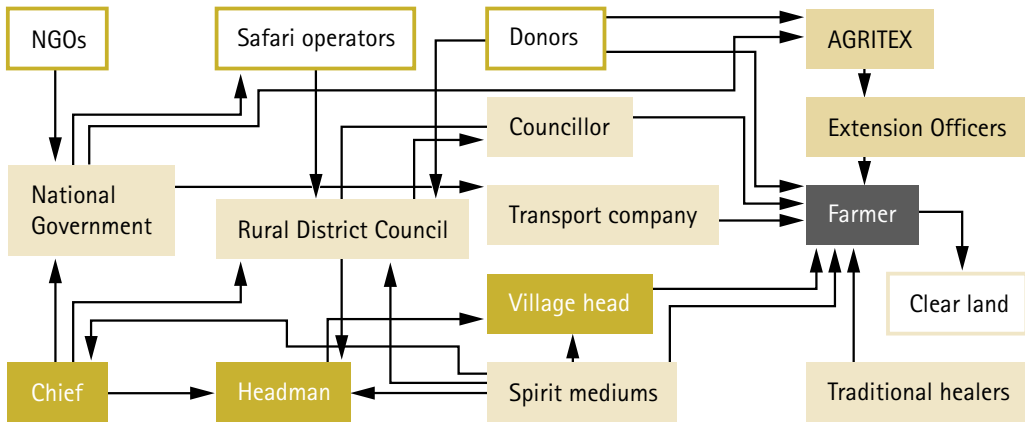 NGOs
Safari operators
Donors
AGRITEX
Councillor
Extension Officers
National
Government
Rural District Council
Transport company
Farmer
Village head
Clear land
Chief
Headman
Spirit mediums
Traditional healers